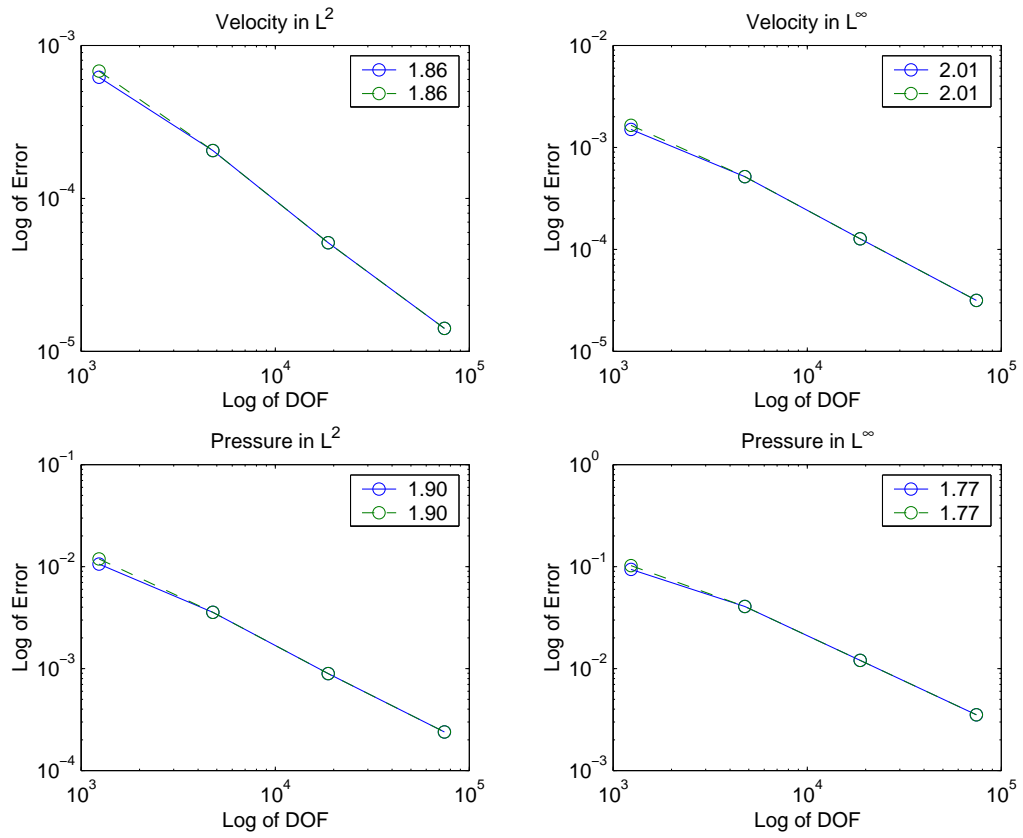 Velocity in L²
10⁻³
10⁻⁴
10⁻⁵
Log of Error
1.86
1.86
10³
10⁴
10⁵
Log of DOF
Velocity in L∞
10⁻²
10⁻³
10⁻⁴
10⁻⁵
Log of Error
2.01
2.01
10³
10⁴
10⁵
Log of DOF
Pressure in L²
10⁻¹
10⁻²
10⁻³
10⁻⁴
Log of Error
1.90
1.90
10³
10⁴
10⁵
Log of DOF
Pressure in L∞
10⁰
10⁻¹
10⁻²
10⁻³
Log of Error
1.77
1.77
10³
10⁴
10⁵
Log of DOF